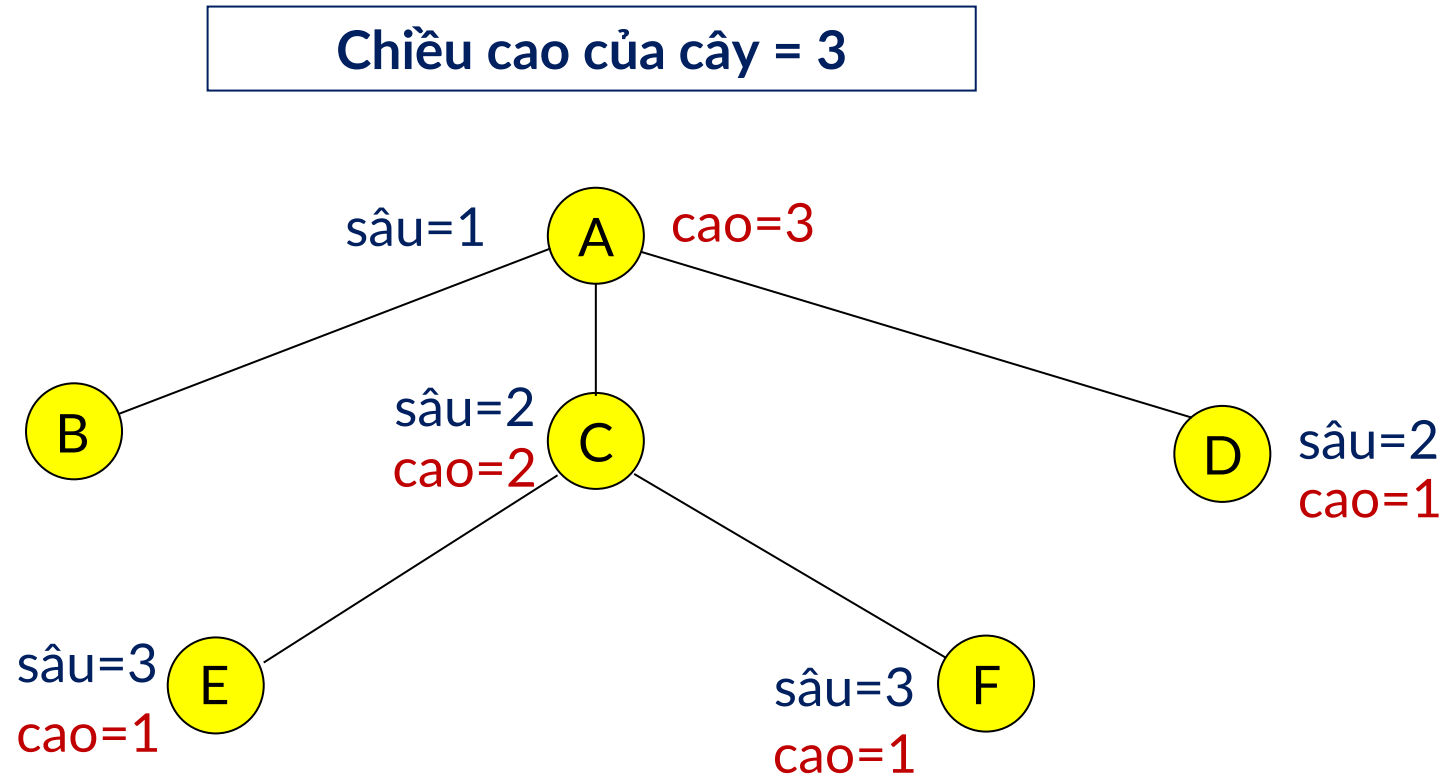 Chiều cao của cây = 3
sâu=1
A
cao=3
B
sâu=2
cao=2
C
D
sâu=2
cao=1
sâu=3
cao=1
E
sâu=3
cao=1
F